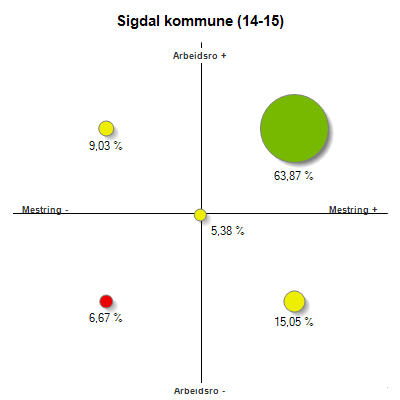 Sigdal kommune (14-15)
Arbeidsro +
9,03 %
63,87 %
Mestring -
Mestring +
5,38 %
6,67 %
15,05 %
Arbeidsro -